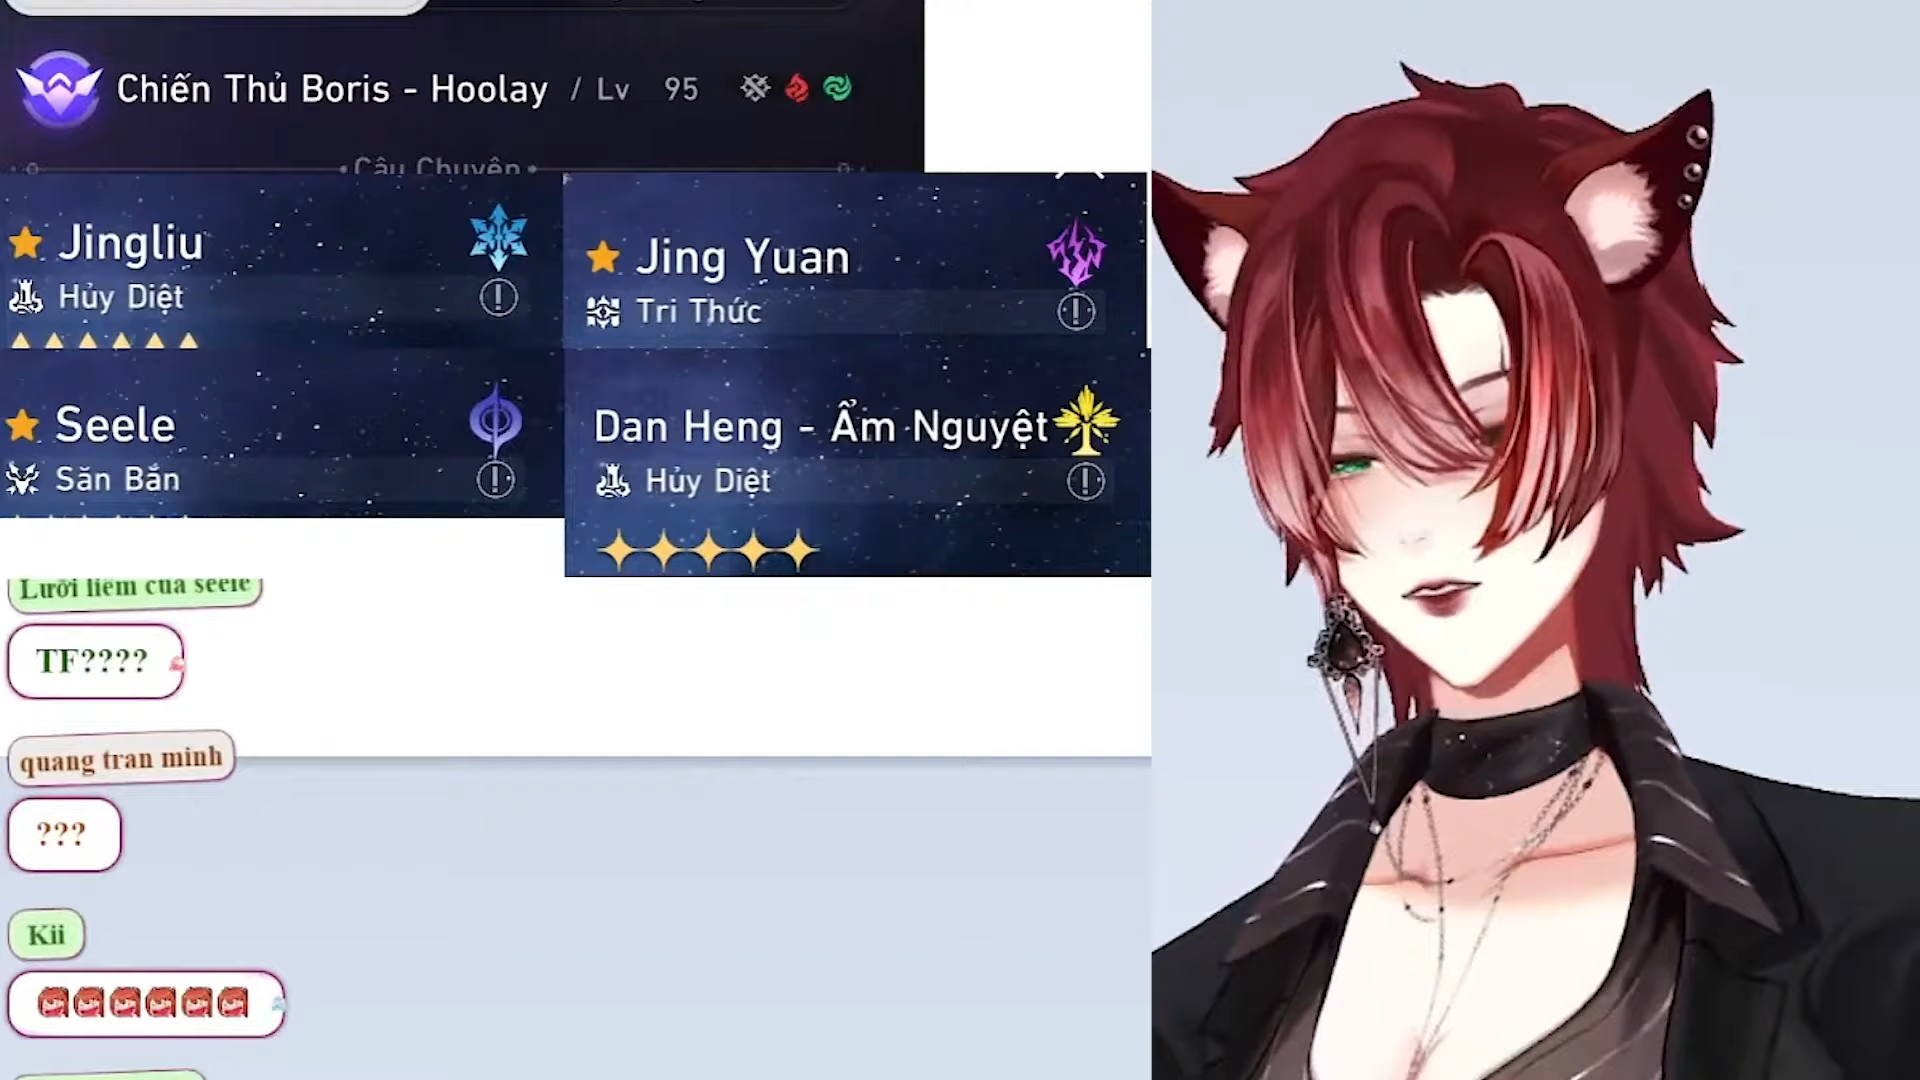 Chiến Thủ Boris - Hoolay / Lv 95
Câu Chuyện
Jingliu
Hủy Diệt
Jing Yuan
Tri Thức
Seele
Săn Bắn
Dan Heng - Ẩm Nguyệt
Hủy Diệt
Lưỡi liềm của seele
TF????
quang tran minh
???
Kii